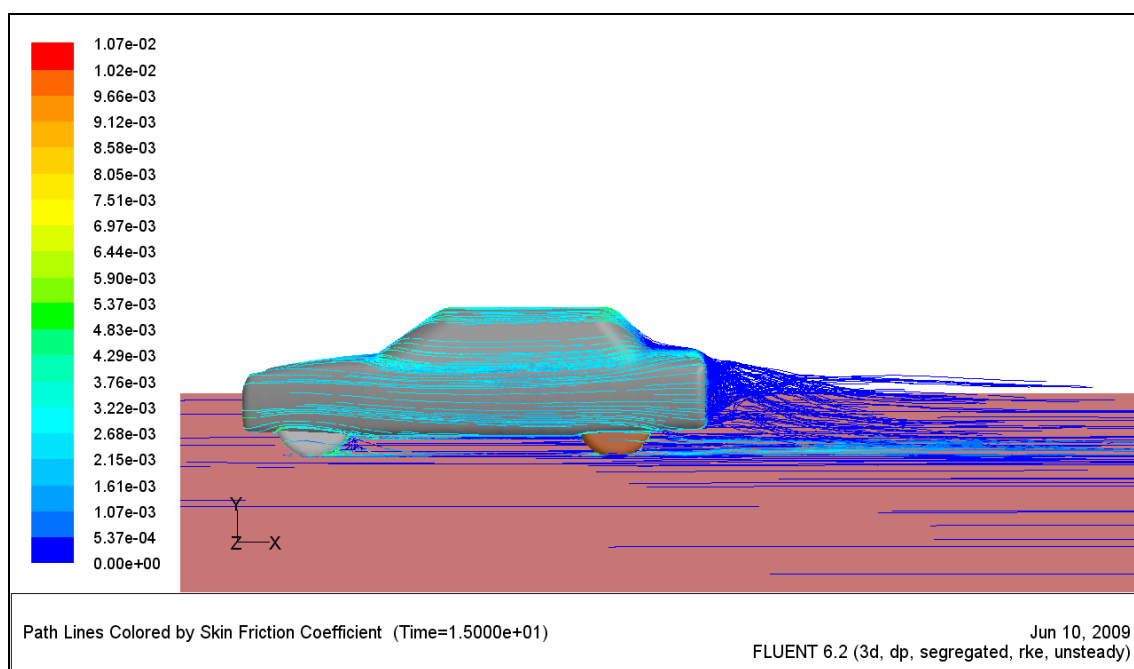 1.07e-02
1.02e-02
9.66e-03
9.12e-03
8.58e-03
8.05e-03
7.51e-03
6.97e-03
6.44e-03
5.90e-03
5.37e-03
4.83e-03
4.29e-03
3.76e-03
3.22e-03
2.68e-03
2.15e-03
1.61e-03
1.07e-03
5.37e-04
0.00e+00
Y
Z X
Path Lines Colored by Skin Friction Coefficient (Time=1.5000e+01)
Jun 10, 2009
FLUENT 6.2 (3d, dp, segregated, rke, unsteady)